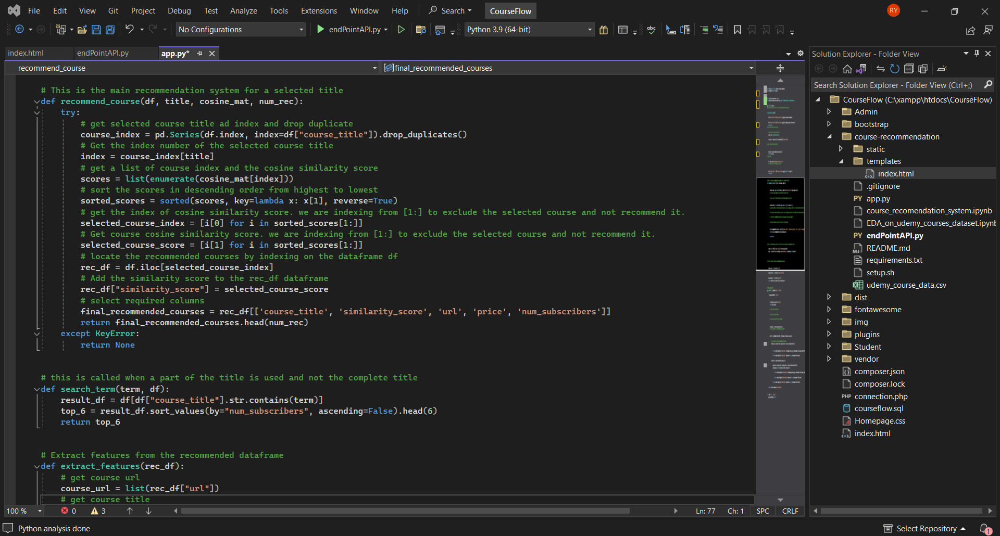 File Edit View Git Project Debug Test Analyze Tools Extensions Window Help Search CourseFlow RY
No Configurations endPointAPI.py Python 3.9 (64-bit) abc
index.html endPointAPI.py app.py*
recommend_course final_recommended_courses
# This is the main recommendation system for a selected title
def recommend_course(df, title, cosine_mat, num_rec):
try:
# get selected course title ad index and drop duplicate
course_index = pd.Series(df.index, index=df["course_title"]).drop_duplicates()
# Get the index number of the selected course title
index = course_index[title]
# get a list of course index and the cosine similarity score
scores = list(enumerate(cosine_mat[index]))
# sort the scores in descending order from highest to lowest
sorted_scores = sorted(scores, key=lambda x: x[1], reverse=True)
# get the index of cosine similarity score. we are indexing from [1:] to exclude the selected course and not recommend it.
selected_course_index = [i[0] for i in sorted_scores[1:]]
# Get course cosine similarity score. we are indexing from [1:] to exclude the selected course and not recommend it.
selected_course_score = [i[1] for i in sorted_scores[1:]]
# locate the recommended courses by indexing on the dataframe df
rec_df = df.iloc[selected_course_index]
# Add the similarity score to the rec_df dataframe
rec_df["similarity_score"] = selected_course_score
# select required columns
final_recommended_courses = rec_df[['course_title', 'similarity_score', 'url', 'price', 'num_subscribers']]
return final_recommended_courses.head(num_rec)
except KeyError:
return None
# this is called when a part of the title is used and not the complete title
def search_term(term, df):
result_df = df[df["course_title"].str.contains(term)]
top_6 = result_df.sort_values(by="num_subscribers", ascending=False).head(6)
return top_6
# Extract features from the recommended dataframe
def extract_features(rec_df):
# get course url
course_url = list(rec_df["url"])
# get course title
100 % 0 3 Ln: 77 Ch: 1 SPC CRLF
Solution Explorer - Folder View
Search Solution Explorer - Folder View (Ctrl+;)
CourseFlow (C:\xampp\htdocs\CourseFlow)
Admin
bootstrap
course-recommendation
static
templates
index.html
.gitignore
PY app.py
course_recomendation_system.ipynb
EDA_on_udemy_courses_dataset.ipynb
PY endPointAPI.py
README.md
requirements.txt
setup.sh
udemy_course_data.csv
dist
fontawesome
img
plugins
Student
vendor
composer.json
composer.lock
PHP connection.php
courseflow.sql
Homepage.css
index.html
Python analysis done Select Repository 1